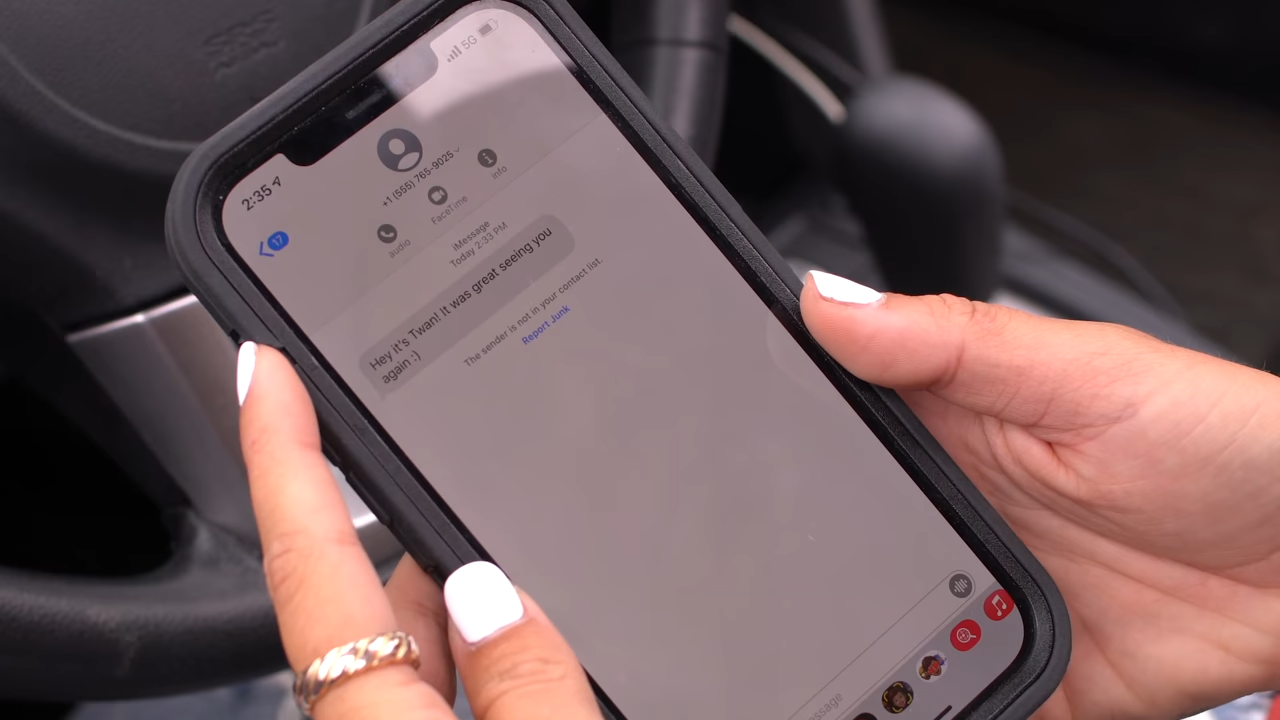 2:35
5G
17
+1 (555) 765-9025
audio
FaceTime
info
iMessage
Today 2:33 PM
Hey it's Twan! It was great seeing you
again :)
The sender is not in your contact list.
Report Junk